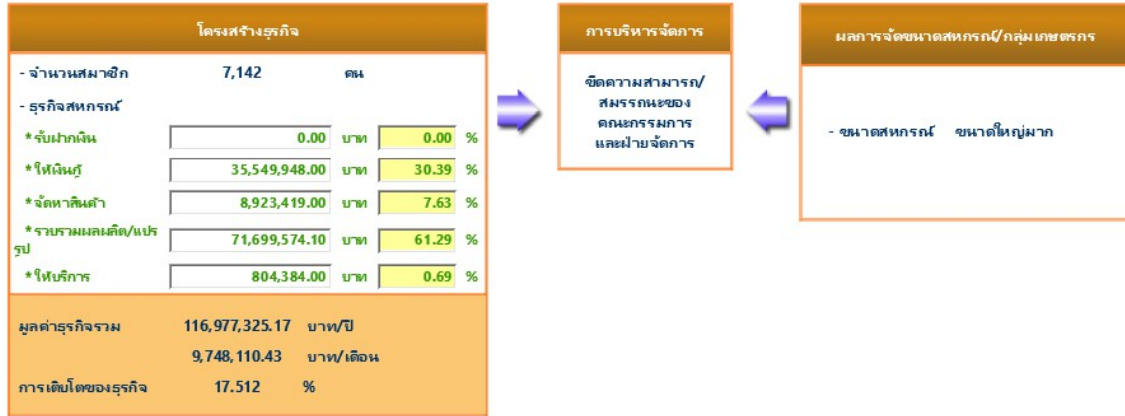 โครงสร้างธุรกิจ
- จำนวนสมาชิก 7,142 คน
- ธุรกิจสหกรณ์
*รับฝากเงิน 0.00 บาท 0.00 %
*ให้เงินกู้ 35,549,948.00 บาท 30.39 %
*จัดหาสินค้า 8,923,419.00 บาท 7.63 %
*รวบรวมผลผลิต/แปร
รูป 71,699,574.10 บาท 61.29 %
*ให้บริการ 804,384.00 บาท 0.69 %
มูลค่าธุรกิจรวม 116,977,325.17 บาท/ปี
9,748,110.43 บาท/เดือน
การเติบโตของธุรกิจ 17.512 %
การบริหารจัดการ
ขีดความสามารถ/
สมรรถนะของ
คณะกรรมการ
และฝ่ายจัดการ
ผลการจัดขนาดสหกรณ์/กลุ่มเกษตรกร
- ขนาดสหกรณ์ ขนาดใหญ่มาก